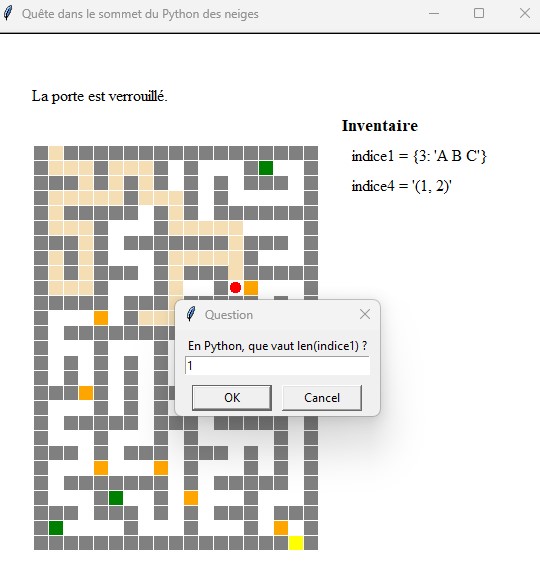 Quête dans le sommet du Python des neiges
La porte est verrouillé.
Inventaire
indice1 = {3: 'A B C'}
indice4 = '(1, 2)'
Question
En Python, que vaut len(indice1) ?
1
OK Cancel